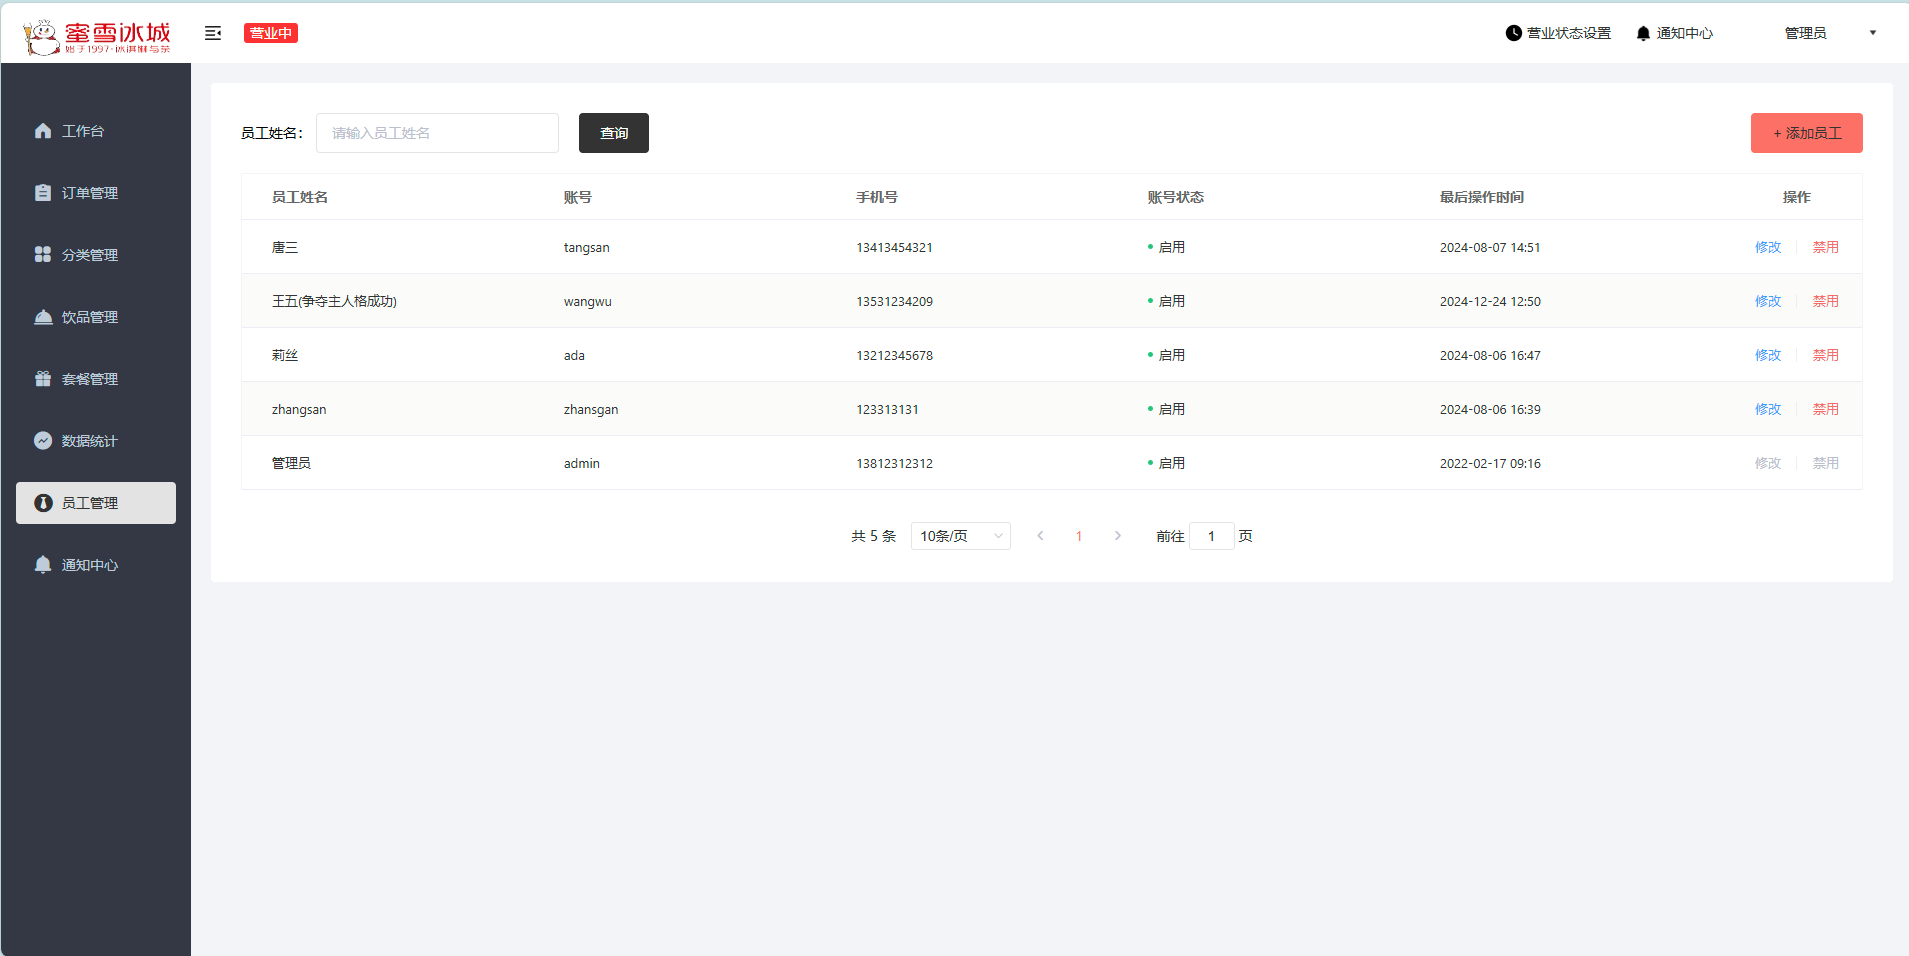 蜜雪冰城
始于1997·冰淇淋与茶
营业中
营业状态设置 通知中心 管理员
工作台
订单管理
分类管理
饮品管理
套餐管理
数据统计
员工管理
通知中心
员工姓名： 请输入员工姓名 查询 + 添加员工
员工姓名 账号 手机号 账号状态 最后操作时间 操作
唐三 tangsan 13413454321 启用 2024-08-07 14:51 修改 禁用
王五(争夺主人格成功) wangwu 13531234209 启用 2024-12-24 12:50 修改 禁用
莉丝 ada 13212345678 启用 2024-08-06 16:47 修改 禁用
zhangsan zhansgan 123313131 启用 2024-08-06 16:39 修改 禁用
管理员 admin 13812312312 启用 2022-02-17 09:16 修改 禁用
共 5 条 10条/页 1 前往 1 页